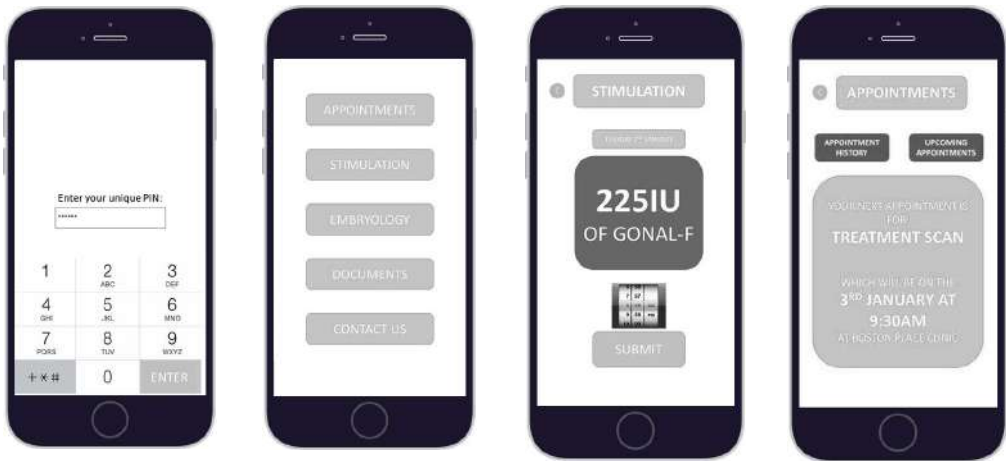 Enter your unique PIN:
******
1
2
ABC
3
DEF
4
GHI
5
JKL
6
MNO
7
PQRS
8
TUV
9
WXYZ
+*#
0
ENTER
APPOINTMENTS
STIMULATION
EMBRYOLOGY
DOCUMENTS
CONTACT US
STIMULATION
225IU
OF GONAL-F
SUBMIT
APPOINTMENTS
APPOINTMENT
HISTORY
UPCOMING
APPOINTMENTS
YOUR NEXT APPOINTMENT IS
FOR
TREATMENT SCAN
WHICH WILL BE ON THE
3RD JANUARY AT
9:30AM
AT BOSTON PLACE CLINIC